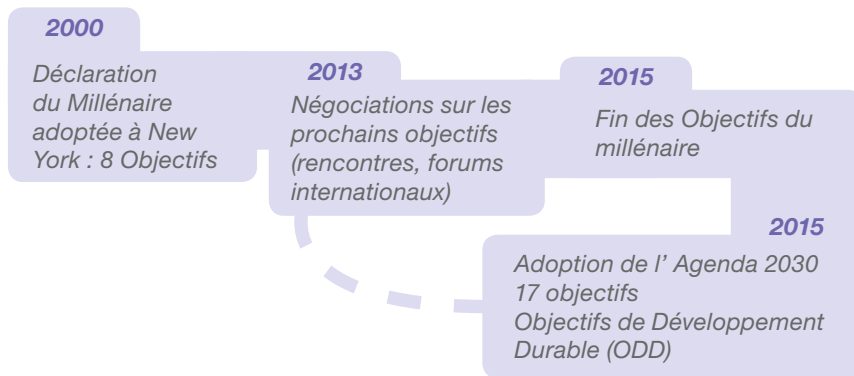 2000
Déclaration
du Millénaire
adoptée à New
York : 8 Objectifs
2013
Négociations sur les
prochains objectifs
(rencontres, forums
internationaux)
2015
Fin des Objectifs du
millénaire
2015
Adoption de l’ Agenda 2030
17 objectifs
Objectifs de Développement
Durable (ODD)